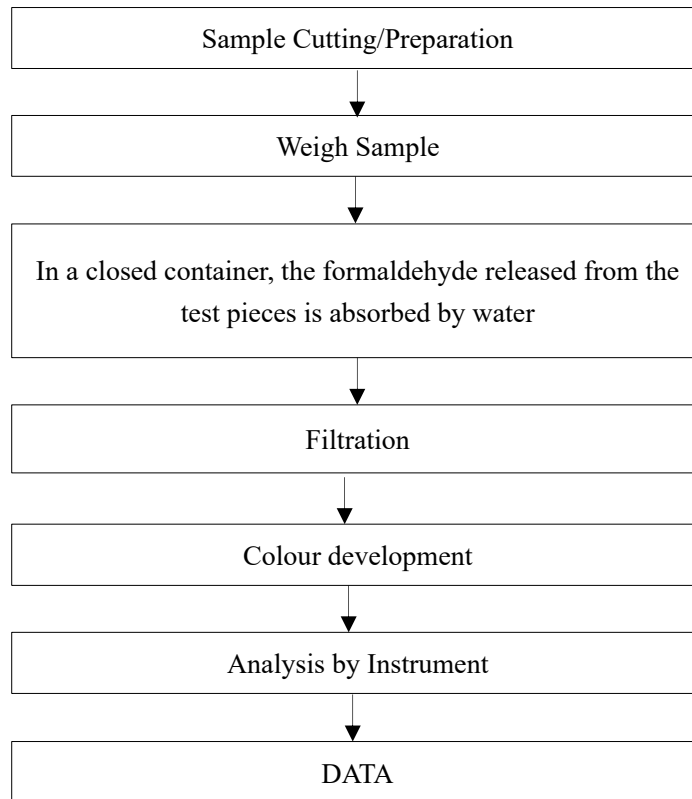 Sample Cutting/Preparation
Weigh Sample
In a closed container, the formaldehyde released from the
test pieces is absorbed by water
Filtration
Colour development
Analysis by Instrument
DATA